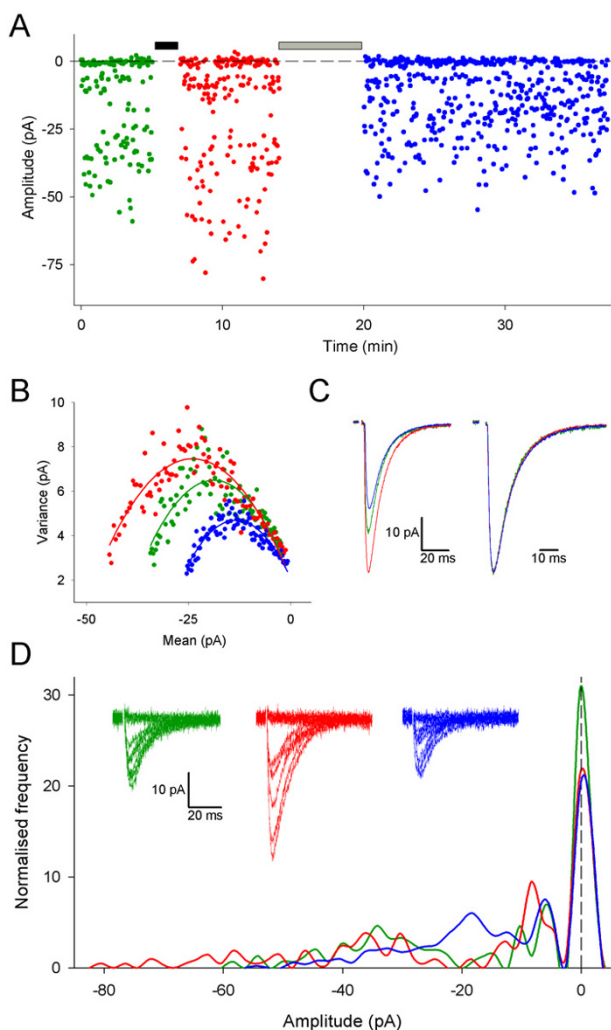 A
0
-25
-50
-75
Amplitude (pA)
0 10 20 30
Time (min)
B
10
8
6
4
2
Variance (pA)
-50 -25 0
Mean (pA)
C
10 pA
20 ms
10 ms
D
30
20
10
0
Normalised frequency
10 pA
20 ms
-80 -60 -40 -20 0
Amplitude (pA)